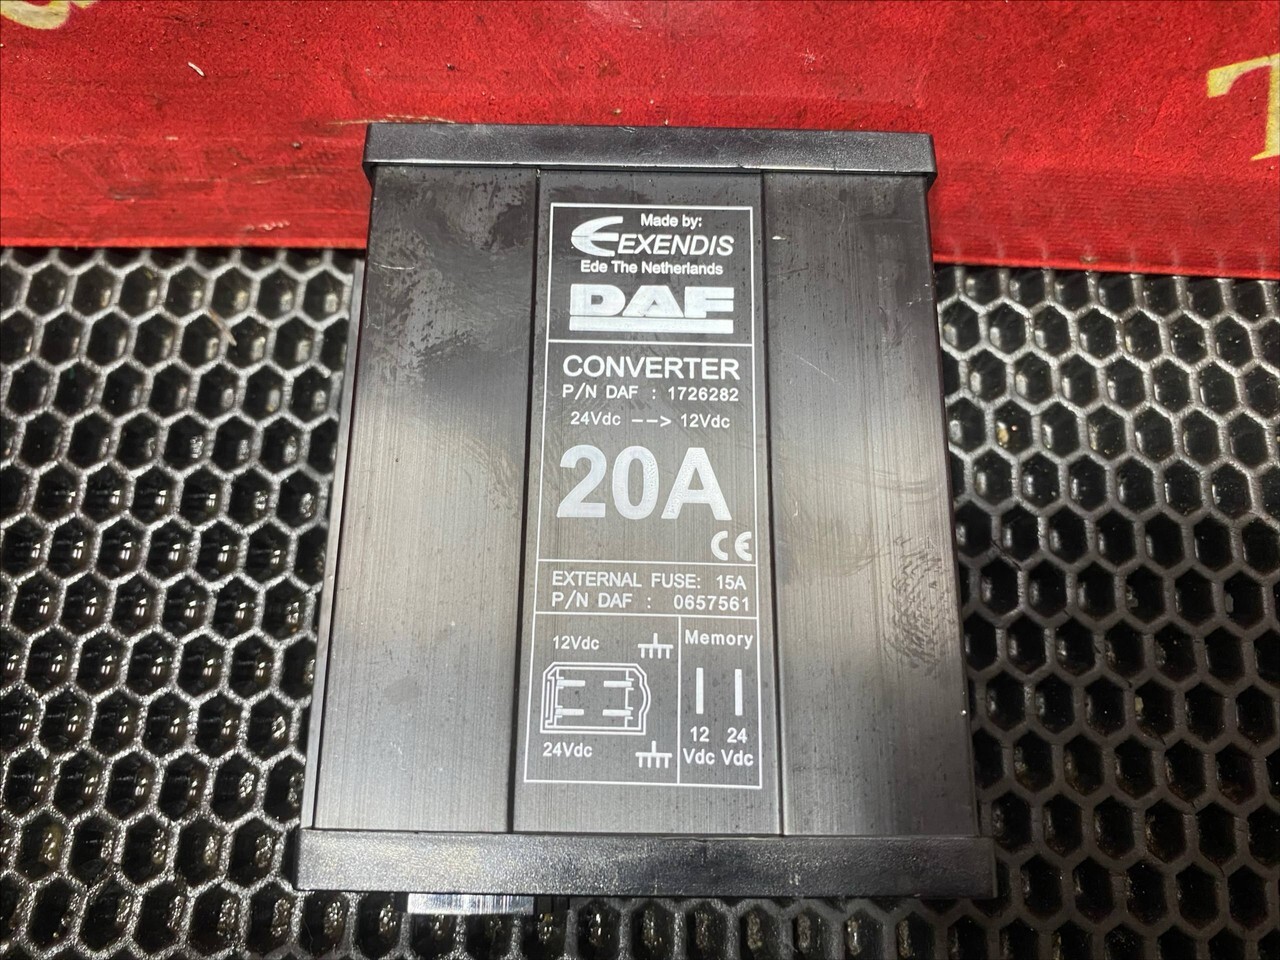 Made by:
EXENDIS
Ede The Netherlands
DAF
CONVERTER
P/N DAF : 1726282
24Vdc --> 12Vdc
20A
CE
EXTERNAL FUSE: 15A
P/N DAF : 0657561
12Vdc
Memory
24Vdc
12 24
Vdc Vdc